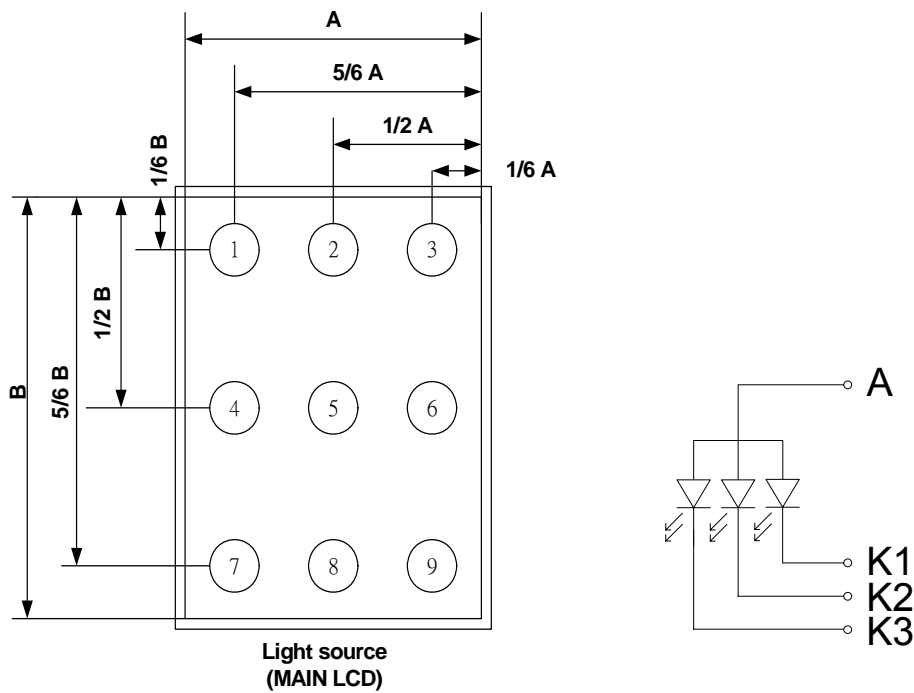 A
5/6 A
1/2 A
1/6 A
1/6 B
1/2 B
5/6 B
B
1 2 3
4 5 6
7 8 9
Light source
(MAIN LCD)
A
K1
K2
K3